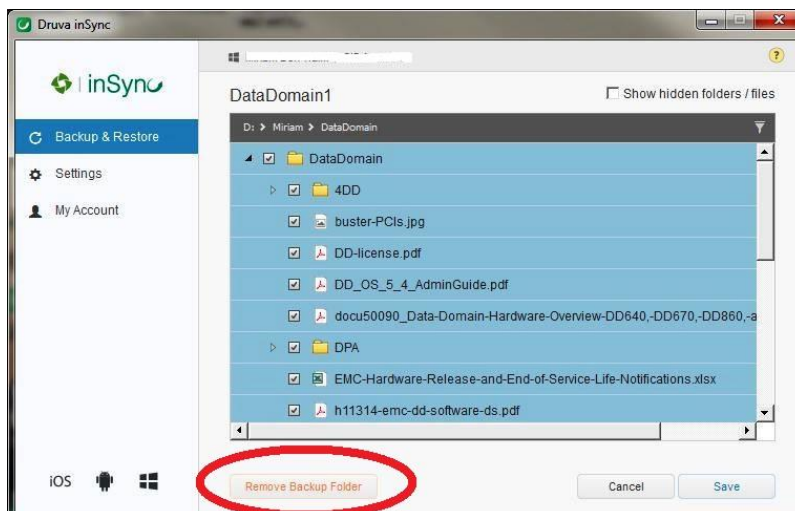 Druva inSync
inSync
DataDomain1
Show hidden folders / files
Backup & Restore
Settings
My Account
D: > Miriam > DataDomain
DataDomain
4DD
buster-PCIs.jpg
DD-license.pdf
DD_OS_5_4_AdminGuide.pdf
docu50090_Data-Domain-Hardware-Overview-DD640,-DD670,-DD860,-a
DPA
EMC-Hardware-Release-and-End-of-Service-Life-Notifications.xlsx
h11314-emc-dd-software-ds.pdf
iOS
Remove Backup Folder
Cancel
Save